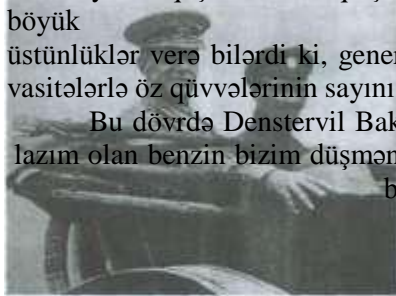 böyük
üstünlüklər verə bilərdi ki, gener
vasitələrlə öz qüvvələrinin sayını
Bu dövrdə Denstervil Bak
lazım olan benzin bizim düşmən
b